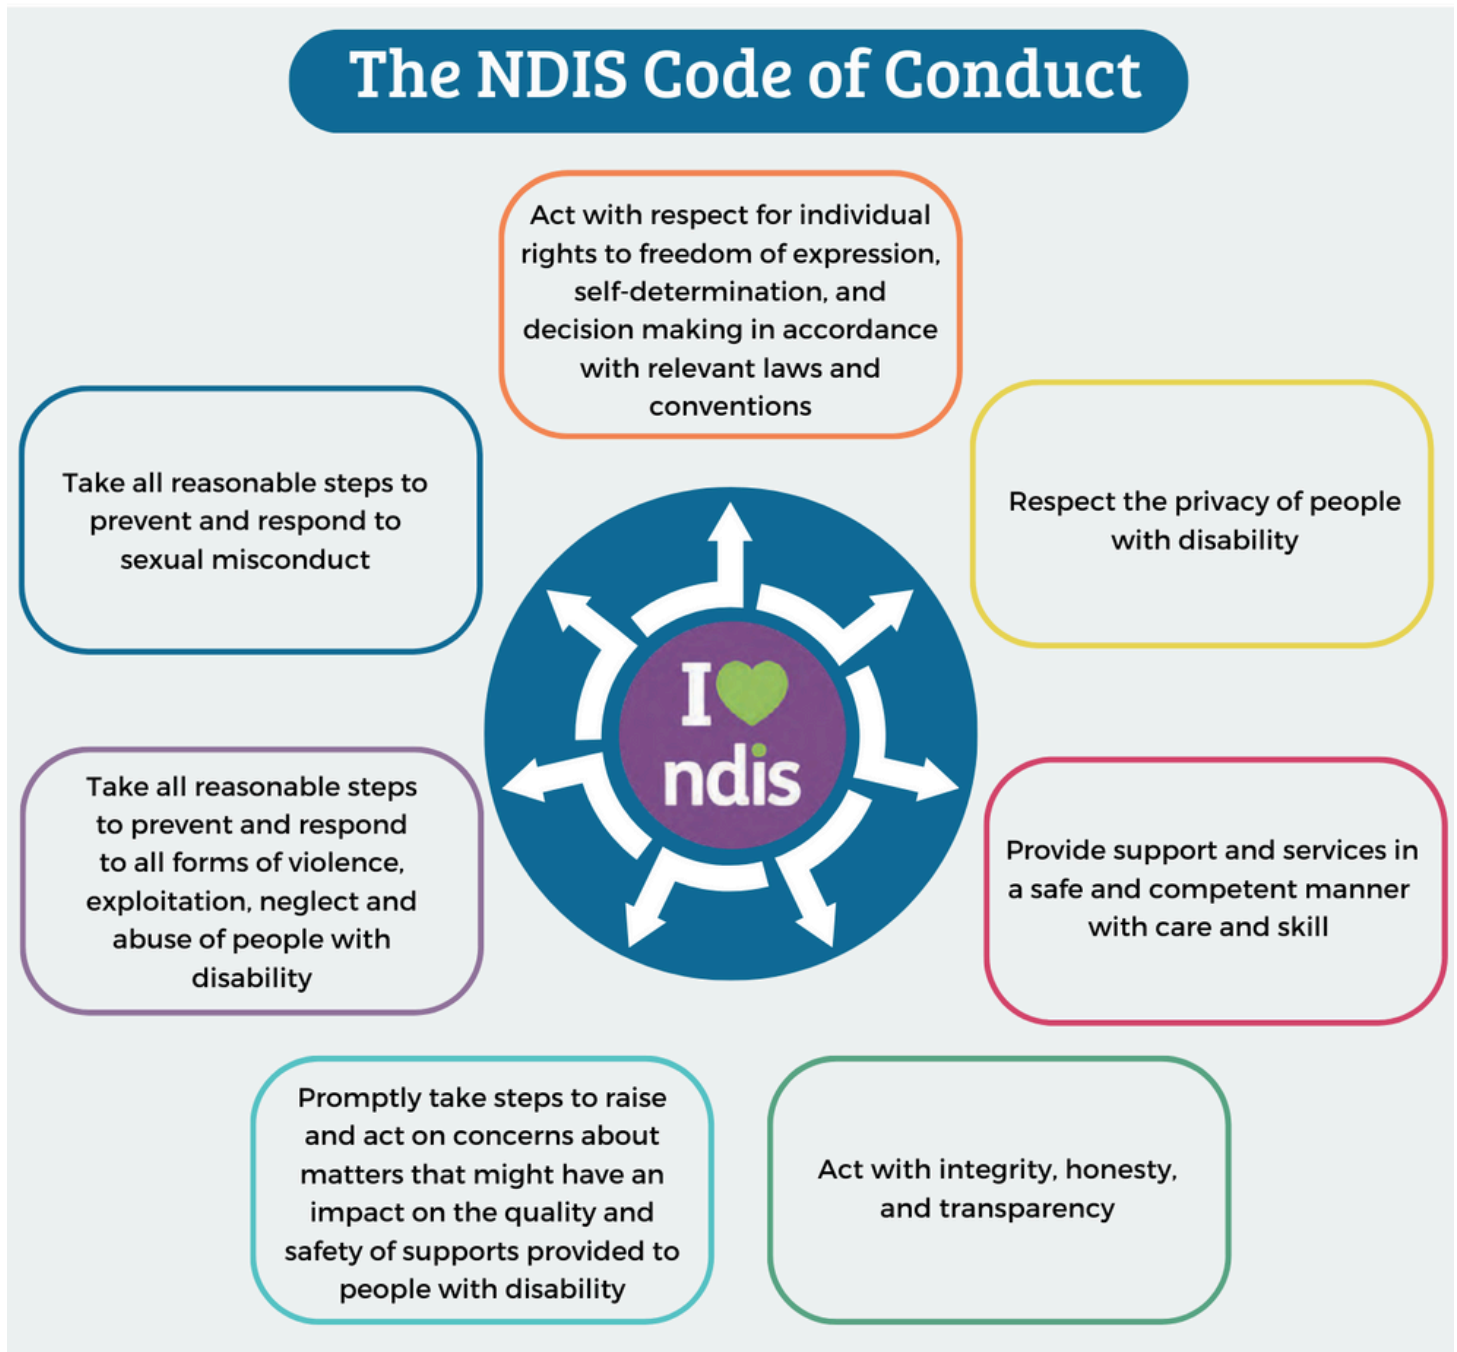 The NDIS Code of Conduct
Act with respect for individual
rights to freedom of expression,
self-determination, and
decision making in accordance
with relevant laws and
conventions
Respect the privacy of people
with disability
Provide support and services in
a safe and competent manner
with care and skill
Act with integrity, honesty,
and transparency
Promptly take steps to raise
and act on concerns about
matters that might have an
impact on the quality and
safety of supports provided to
people with disability
Take all reasonable steps
to prevent and respond
to all forms of violence,
exploitation, neglect and
abuse of people with
disability
Take all reasonable steps to
prevent and respond to
sexual misconduct
I
ndis